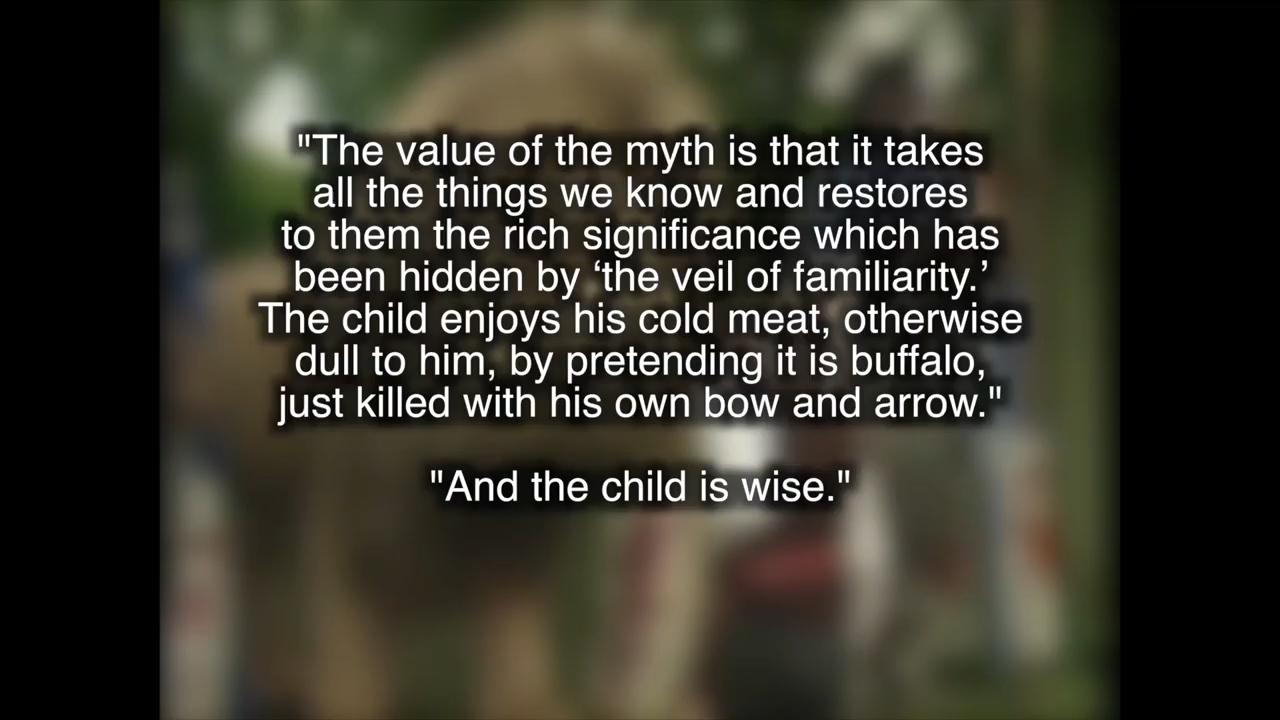 "The value of the myth is that it takes
all the things we know and restores
to them the rich significance which has
been hidden by ‘the veil of familiarity.’
The child enjoys his cold meat, otherwise
dull to him, by pretending it is buffalo,
just killed with his own bow and arrow."
"And the child is wise."